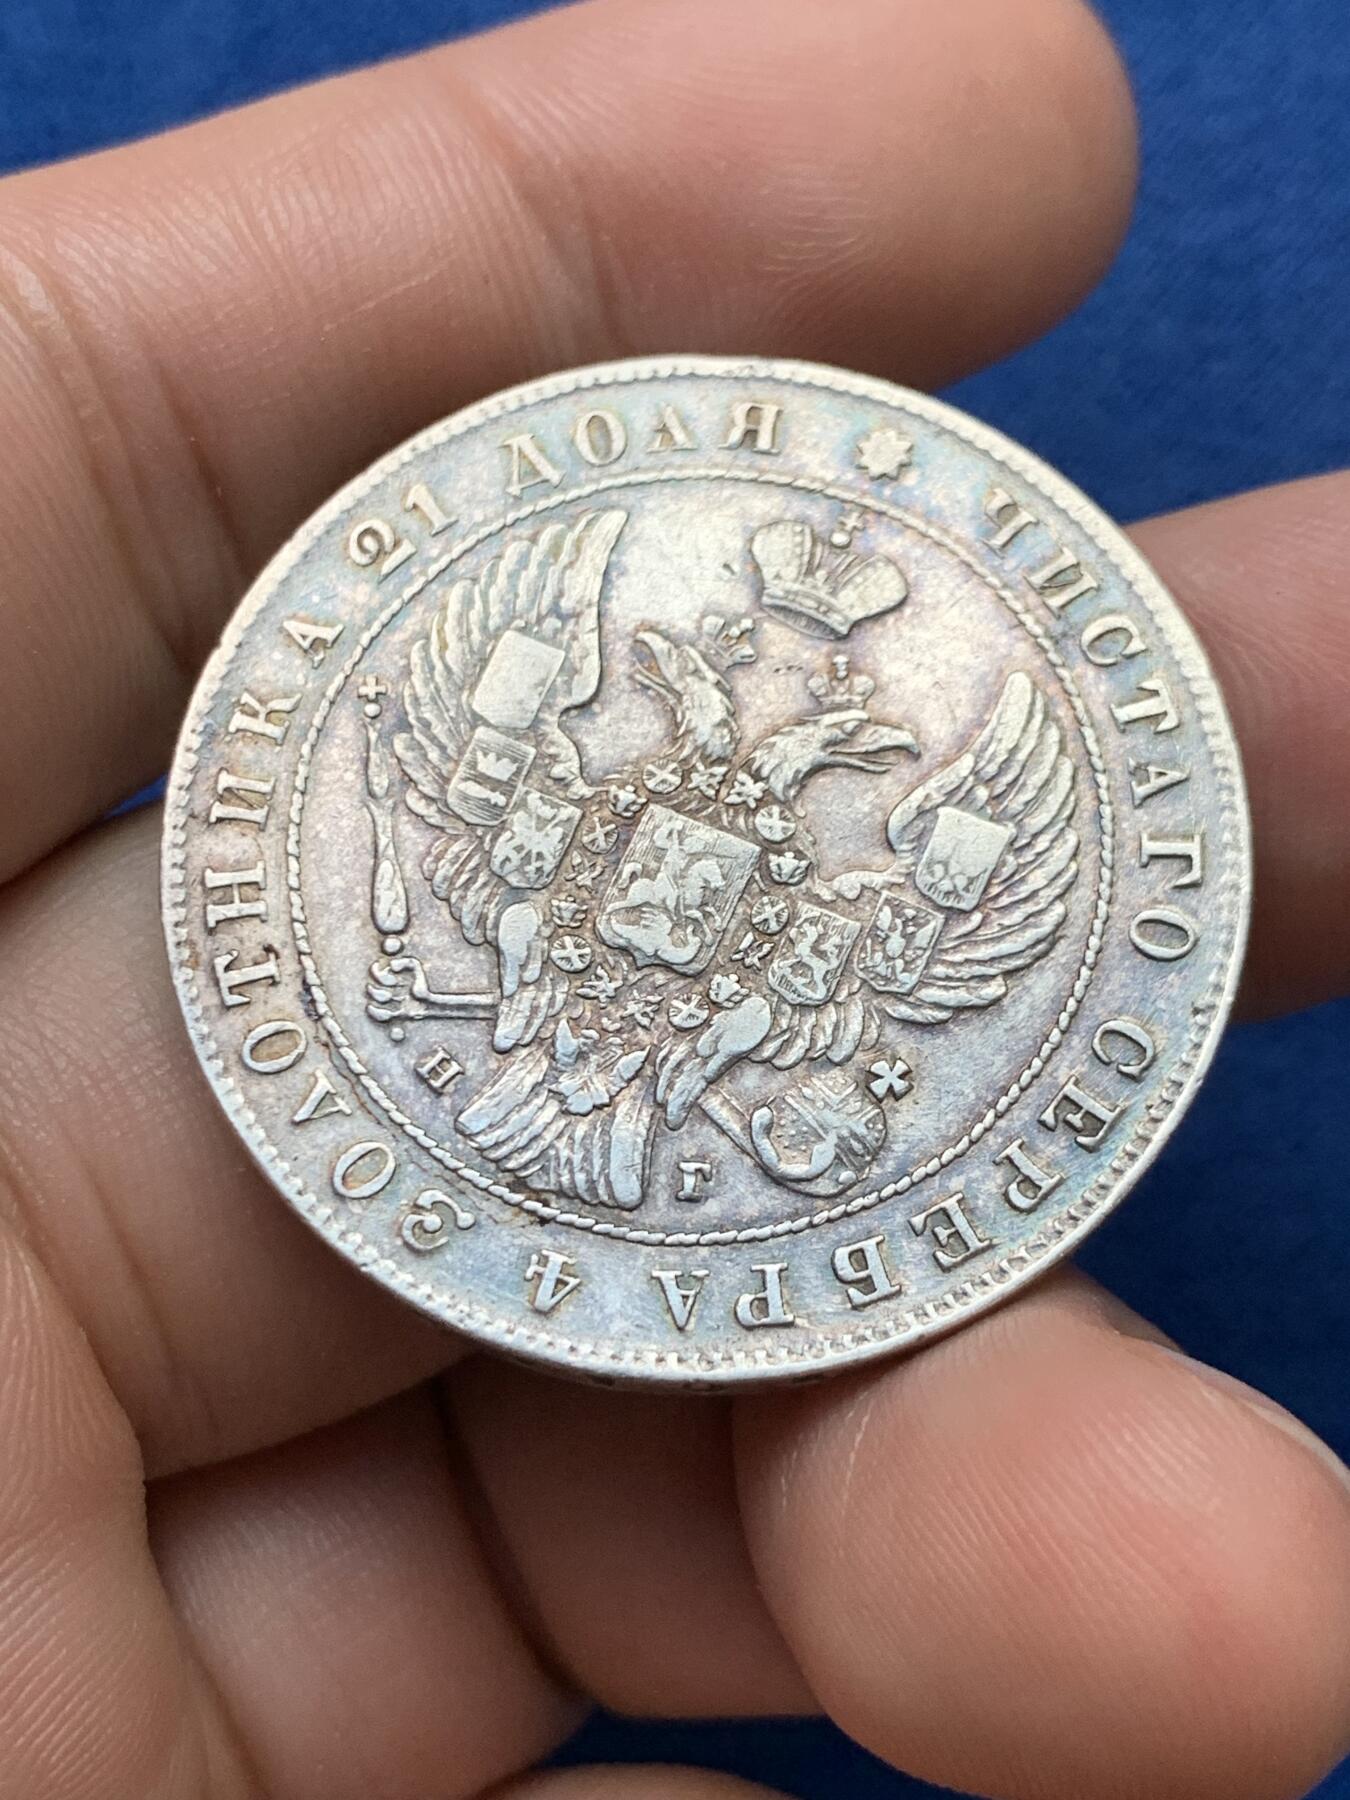 ЧИСТАГО СЕРЕБРА 4 ЗОЛОТНИКА 21 ДОЛЯ
Н Г